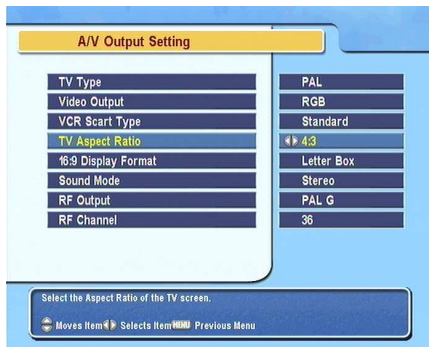 A/V Output Setting
TV Type PAL
Video Output RGB
VCR Scart Type Standard
TV Aspect Ratio 4:3
16:9 Display Format Letter Box
Sound Mode Stereo
RF Output PAL G
RF Channel 36
Select the Aspect Ratio of the TV screen.
Moves Item Selects Item MENU Previous Menu